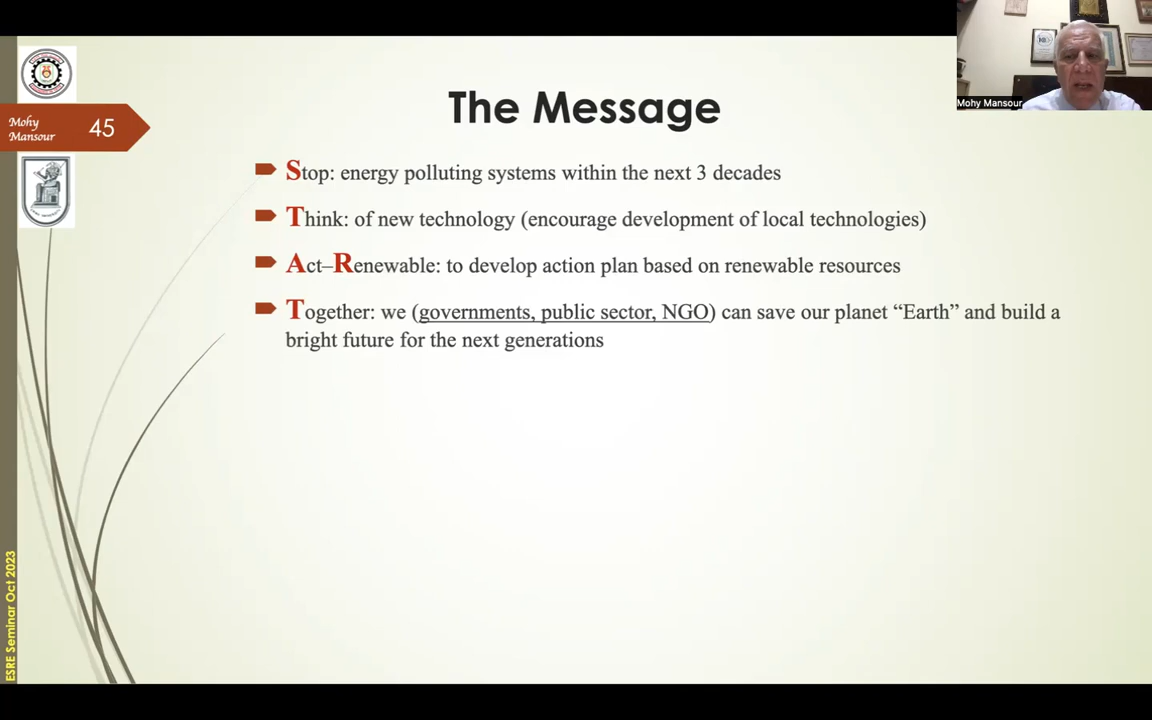 Mohy Mansour
The Message
Mohy
Mansour
45
Stop: energy polluting systems within the next 3 decades
Think: of new technology (encourage development of local technologies)
Act–Renewable: to develop action plan based on renewable resources
Together: we (governments, public sector, NGO) can save our planet “Earth” and build a
bright future for the next generations
ESRE Seminar Oct 2023